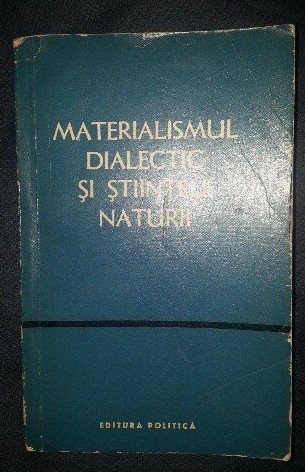 MATERIALISMUL
DIALECTIC
ŞI ŞTIINŢELE
NATURII
EDITURA POLITICĂ